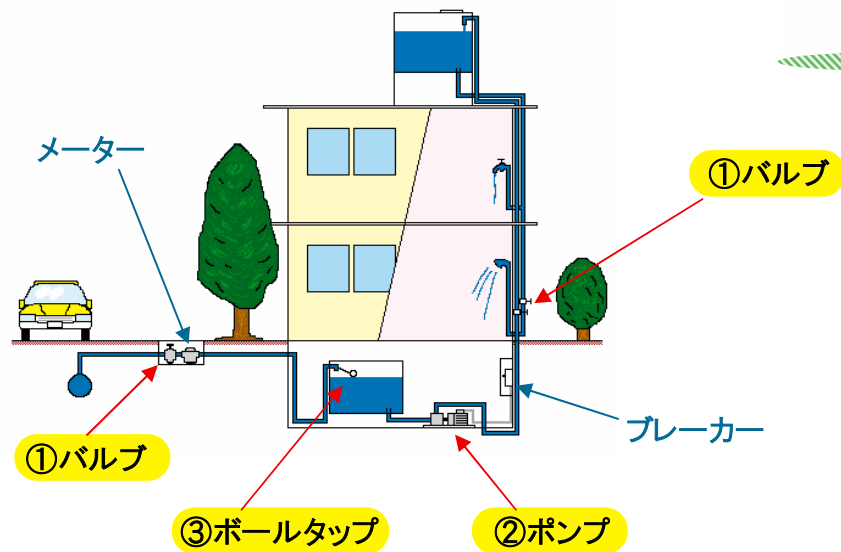 メーター
①バルブ
ブレーカー
①バルブ
③ボールタップ
②ポンプ